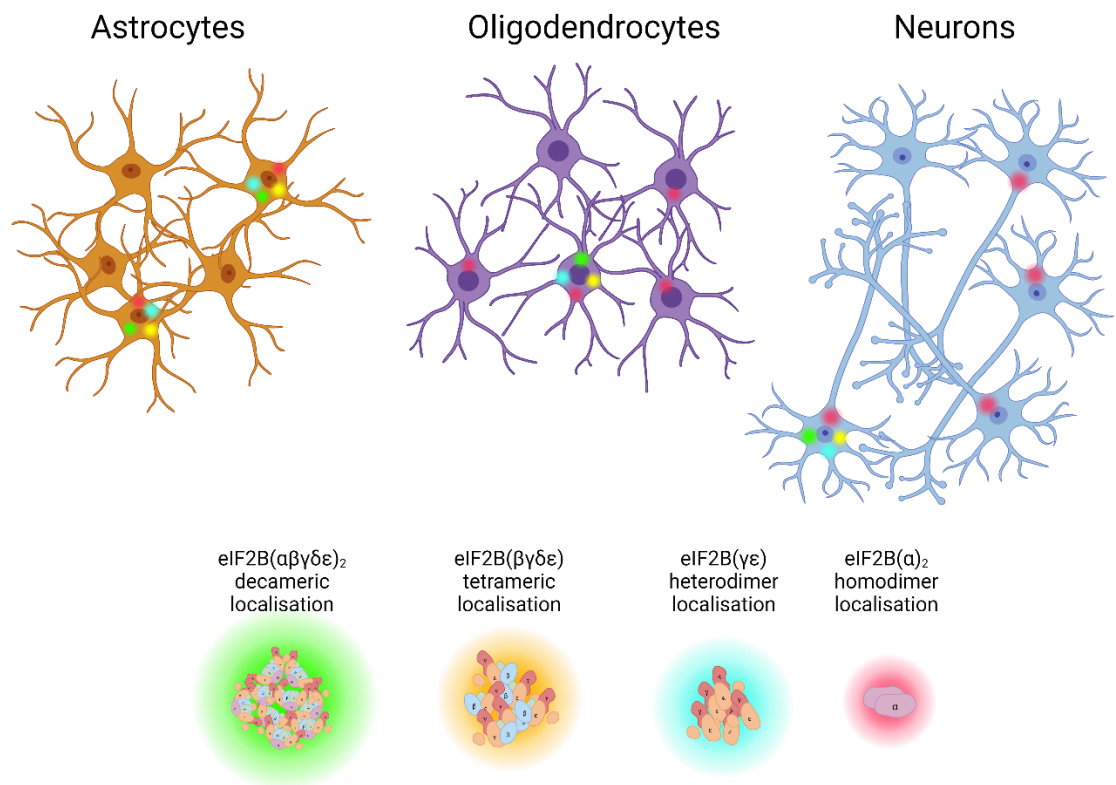 Astrocytes
Oligodendrocytes
Neurons
eIF2B(αβγδε)₂
decameric
localisation
eIF2B(βγδε)
tetrameric
localisation
eIF2B(γε)
heterodimer
localisation
eIF2B(α)₂
homodimer
localisation
α